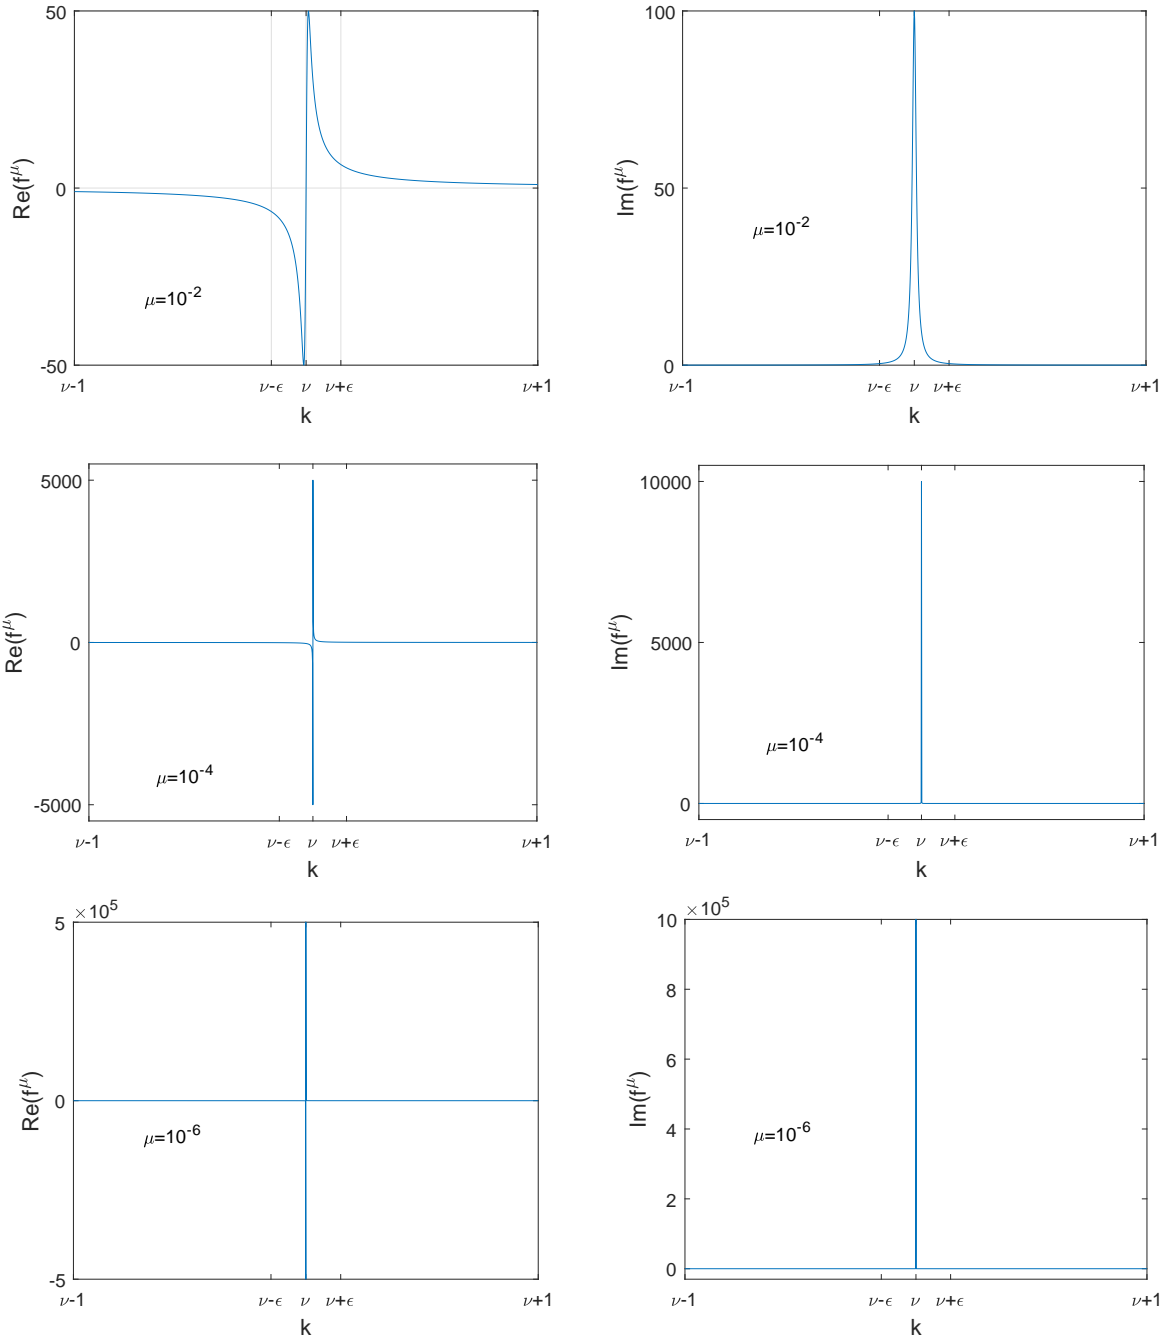 50
0
-50
Re(f^μ)
μ=10^-2
ν-1 ν-ϵ ν ν+ϵ ν+1
k
100
50
0
Im(f^μ)
μ=10^-2
ν-1 ν-ϵ ν ν+ϵ ν+1
k
5000
0
-5000
Re(f^μ)
μ=10^-4
ν-1 ν-ϵ ν ν+ϵ ν+1
k
10000
5000
0
Im(f^μ)
μ=10^-4
ν-1 ν-ϵ ν ν+ϵ ν+1
k
×10^5
5
0
-5
Re(f^μ)
μ=10^-6
ν-1 ν-ϵ ν ν+ϵ ν+1
k
×10^5
10
8
6
4
2
0
Im(f^μ)
μ=10^-6
ν-1 ν-ϵ ν ν+ϵ ν+1
k